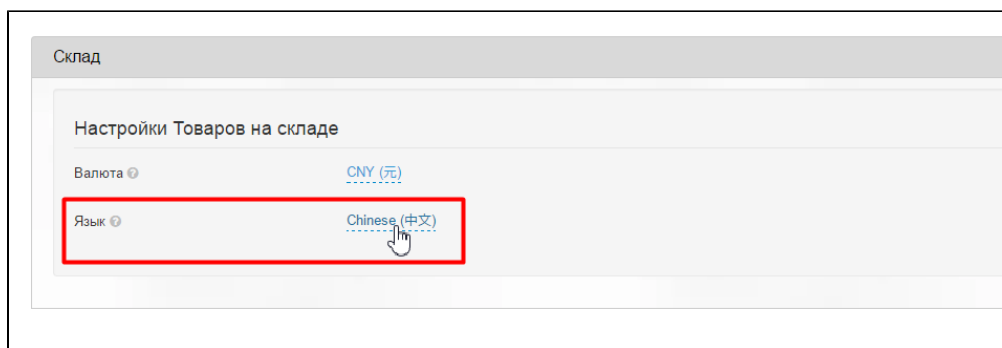 Склад
Настройки Товаров на складе
Валюта CNY (元)
Язык Chinese (中文)